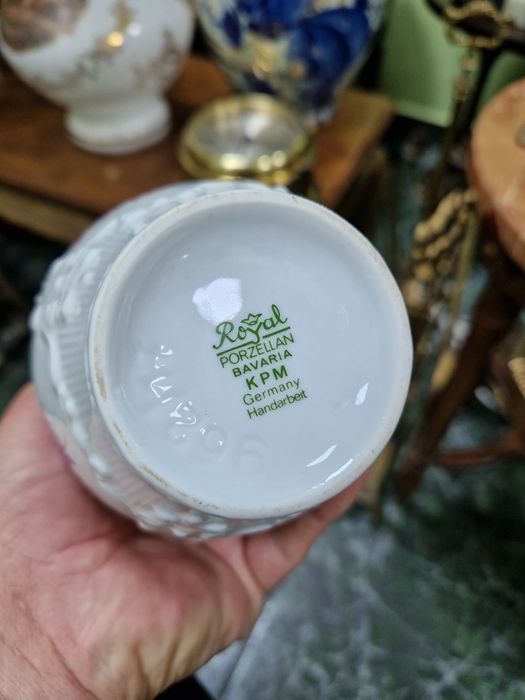 Royal
PORZELLAN
BAVARIA
KPM
Germany
Handarbeit